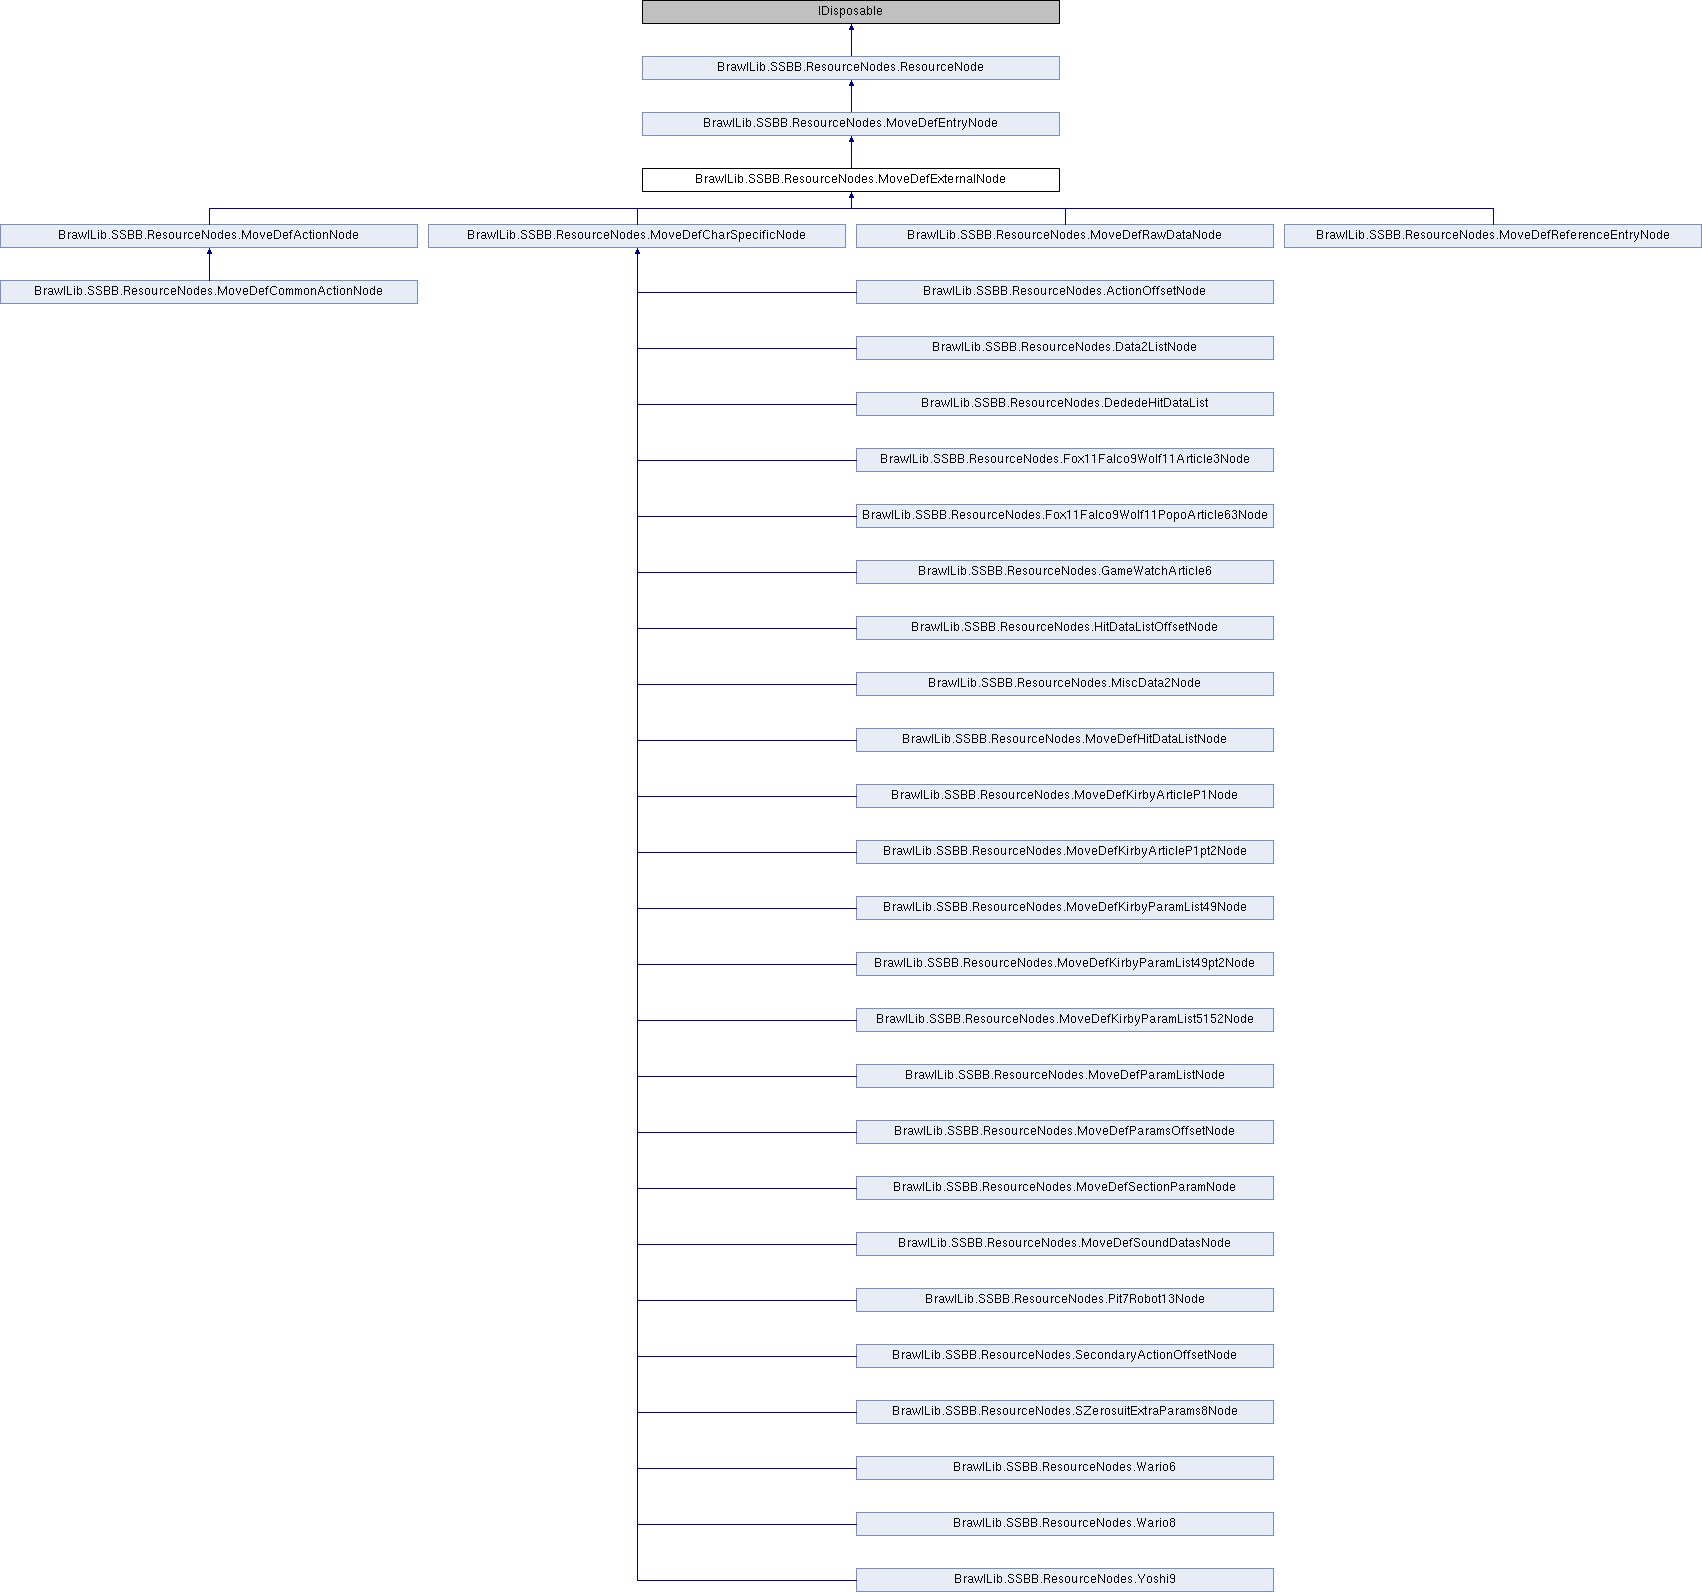 IDisposable
BrawlLib.SSBB.ResourceNodes.ResourceNode
BrawlLib.SSBB.ResourceNodes.MoveDefEntryNode
BrawlLib.SSBB.ResourceNodes.MoveDefExternalNode
BrawlLib.SSBB.ResourceNodes.MoveDefActionNode
BrawlLib.SSBB.ResourceNodes.MoveDefCharSpecificNode
BrawlLib.SSBB.ResourceNodes.MoveDefRawDataNode
BrawlLib.SSBB.ResourceNodes.MoveDefReferenceEntryNode
BrawlLib.SSBB.ResourceNodes.MoveDefCommonActionNode
BrawlLib.SSBB.ResourceNodes.ActionOffsetNode
BrawlLib.SSBB.ResourceNodes.Data2ListNode
BrawlLib.SSBB.ResourceNodes.DededeHitDataList
BrawlLib.SSBB.ResourceNodes.Fox11Falco9Wolf11Article3Node
BrawlLib.SSBB.ResourceNodes.Fox11Falco9Wolf11PopoArticle63Node
BrawlLib.SSBB.ResourceNodes.GameWatchArticle6
BrawlLib.SSBB.ResourceNodes.HitDataListOffsetNode
BrawlLib.SSBB.ResourceNodes.MiscData2Node
BrawlLib.SSBB.ResourceNodes.MoveDefHitDataListNode
BrawlLib.SSBB.ResourceNodes.MoveDefKirbyArticleP1Node
BrawlLib.SSBB.ResourceNodes.MoveDefKirbyArticleP1pt2Node
BrawlLib.SSBB.ResourceNodes.MoveDefKirbyParamList49Node
BrawlLib.SSBB.ResourceNodes.MoveDefKirbyParamList49pt2Node
BrawlLib.SSBB.ResourceNodes.MoveDefKirbyParamList5152Node
BrawlLib.SSBB.ResourceNodes.MoveDefParamListNode
BrawlLib.SSBB.ResourceNodes.MoveDefParamsOffsetNode
BrawlLib.SSBB.ResourceNodes.MoveDefSectionParamNode
BrawlLib.SSBB.ResourceNodes.MoveDefSoundDatasNode
BrawlLib.SSBB.ResourceNodes.Pit7Robot13Node
BrawlLib.SSBB.ResourceNodes.SecondaryActionOffsetNode
BrawlLib.SSBB.ResourceNodes.SZerosuitExtraParams8Node
BrawlLib.SSBB.ResourceNodes.Wario6
BrawlLib.SSBB.ResourceNodes.Wario8
BrawlLib.SSBB.ResourceNodes.Yoshi9